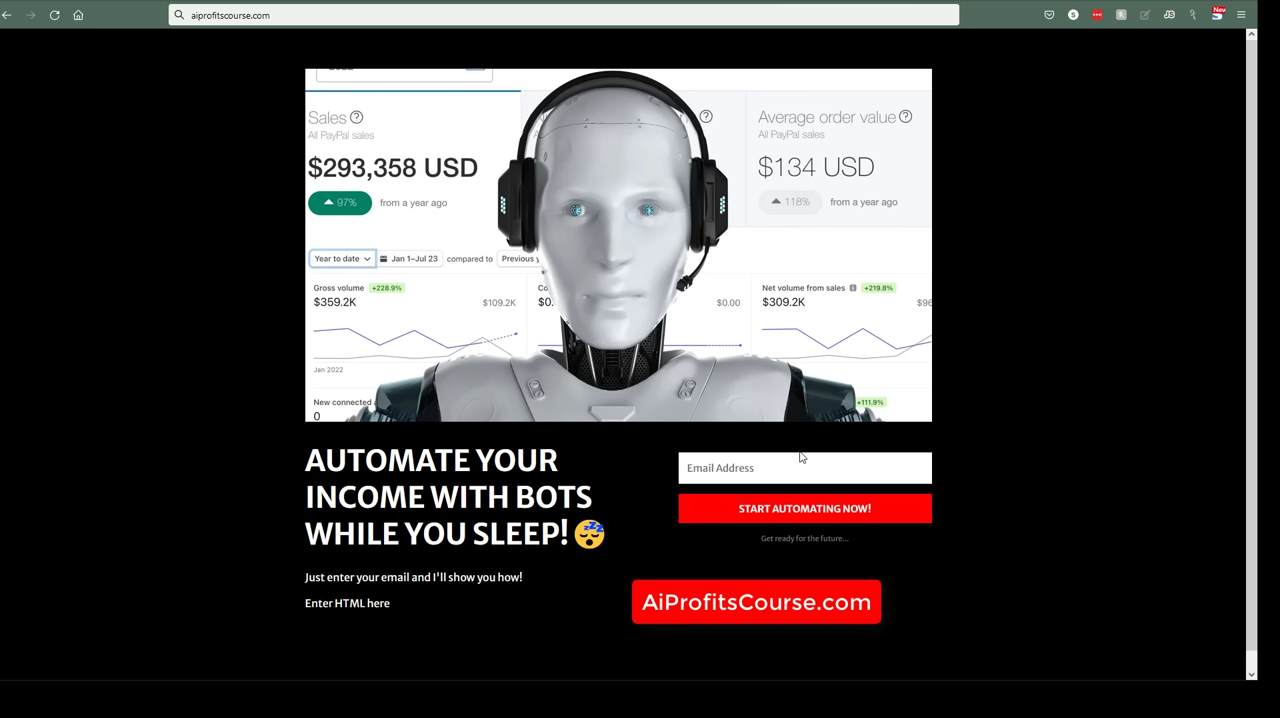 aiprofitscourse.com
New
Sales
Average order value
All PayPal sales
All PayPal sales
$293,358 USD
$134 USD
97% from a year ago
118% from a year ago
Year to date Jan 1–Jul 23 compared to Previous
Gross volume +228.9%
$359.2K $109.2K
$0.
$0.00
Net volume from sales +219.8%
$309.2K
Jan 2022
New connected
0
+111.9%
AUTOMATE YOUR
INCOME WITH BOTS
WHILE YOU SLEEP! 😴
Just enter your email and I'll show you how!
Enter HTML here
Email Address
START AUTOMATING NOW!
Get ready for the future...
AiProfitsCourse.com